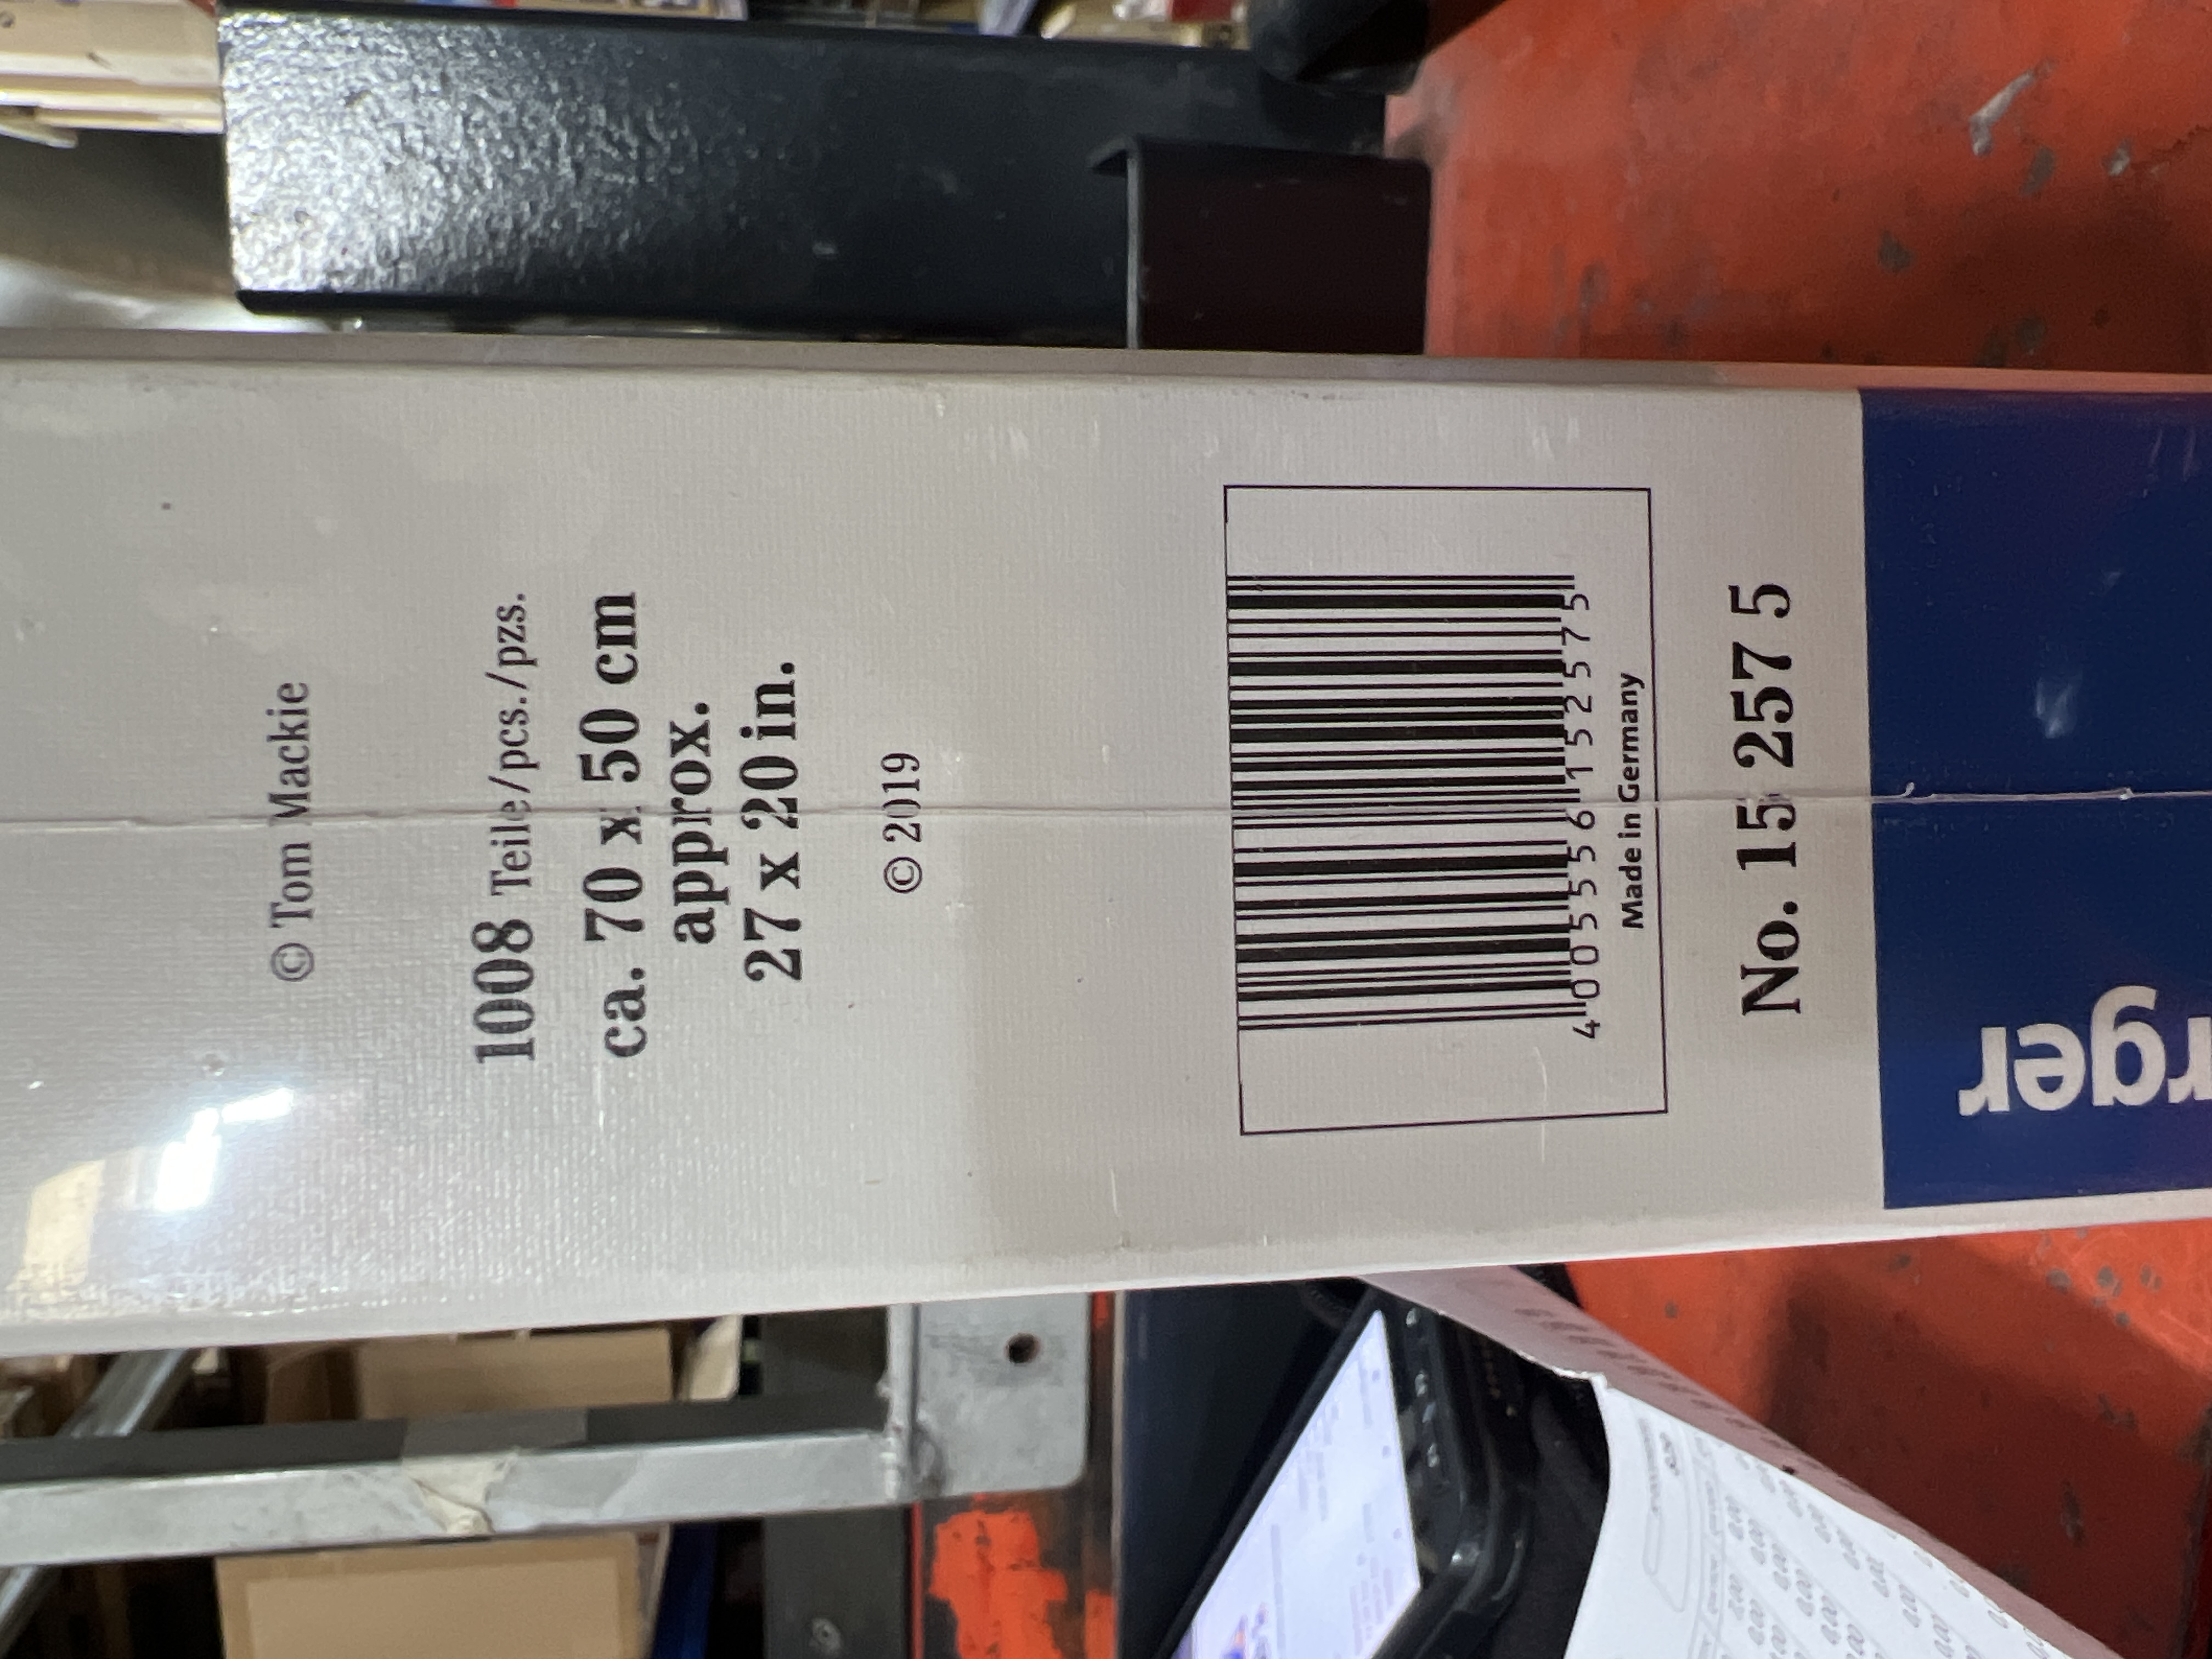 © Tom Mackie
1008 Teile/pcs./pzs.
ca. 70 x 50 cm
approx.
27 x 20 in.
© 2019
4 005556 152575
Made in Germany
No. 15 257 5
rger